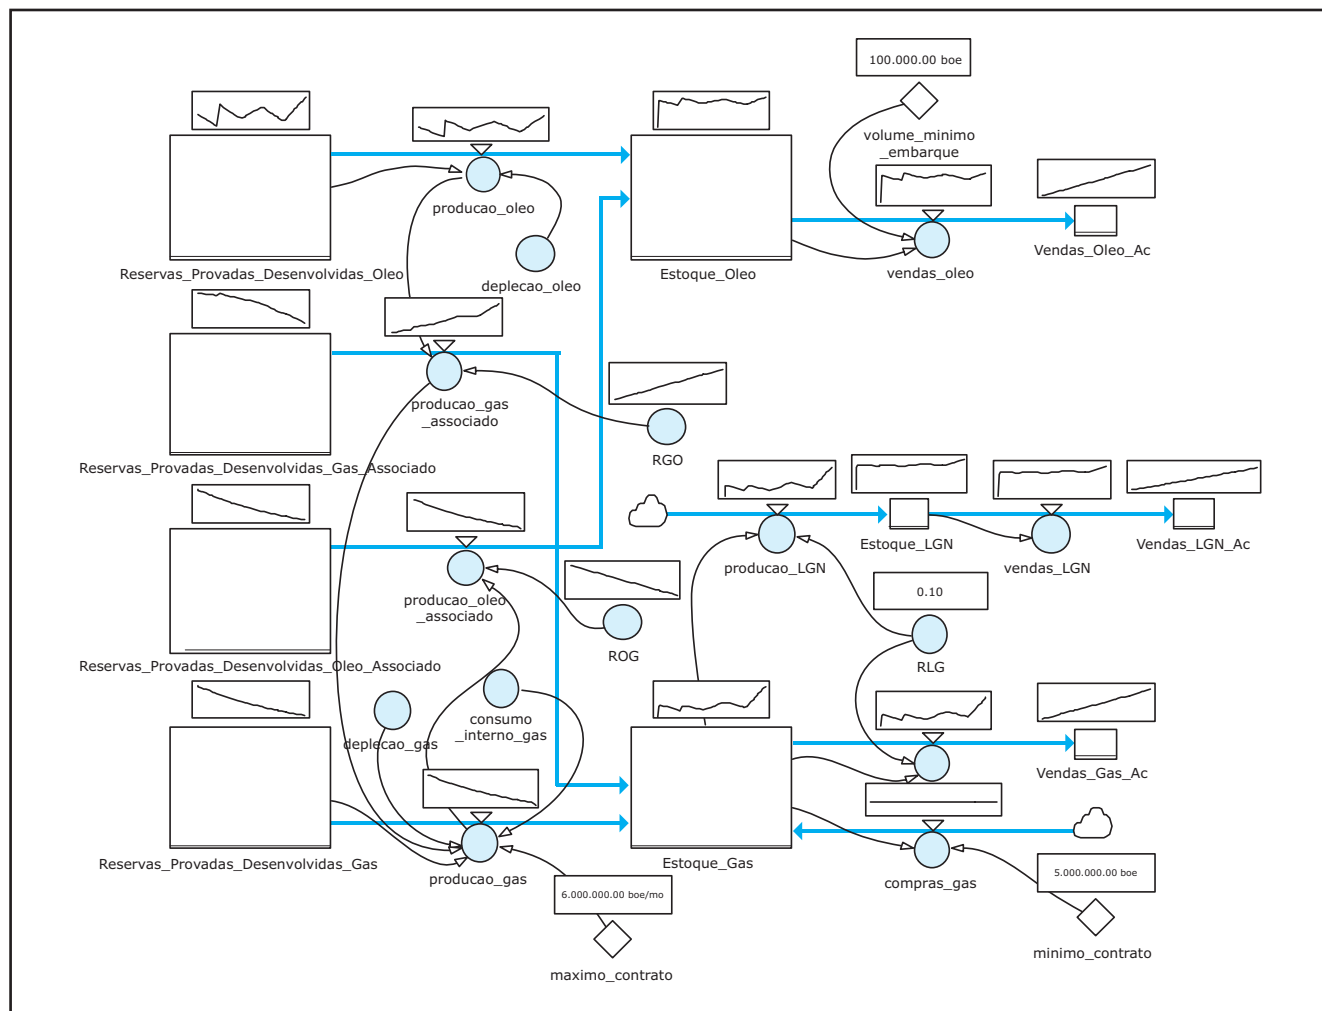 100.000.00 boe
volume_minimo
_embarque
producao_oleo
Vendas_Oleo_Ac
Reservas_Provadas_Desenvolvidas_Oleo
deplecao_oleo
Estoque_Oleo
vendas_oleo
producao_gas
_associado
RGO
Reservas_Provadas_Desenvolvidas_Gas_Associado
Estoque_LGN
Vendas_LGN_Ac
producao_LGN
vendas_LGN
producao_oleo
_associado
0.10
ROG
RLG
Reservas_Provadas_Desenvolvidas_Oleo_Associado
consumo
_interno_gas
deplecao_gas
Vendas_Gas_Ac
Reservas_Provadas_Desenvolvidas_Gas
Estoque_Gas
producao_gas
compras_gas
5.000.000.00 boe
6.000.000.00 boe/mo
minimo_contrato
maximo_contrato